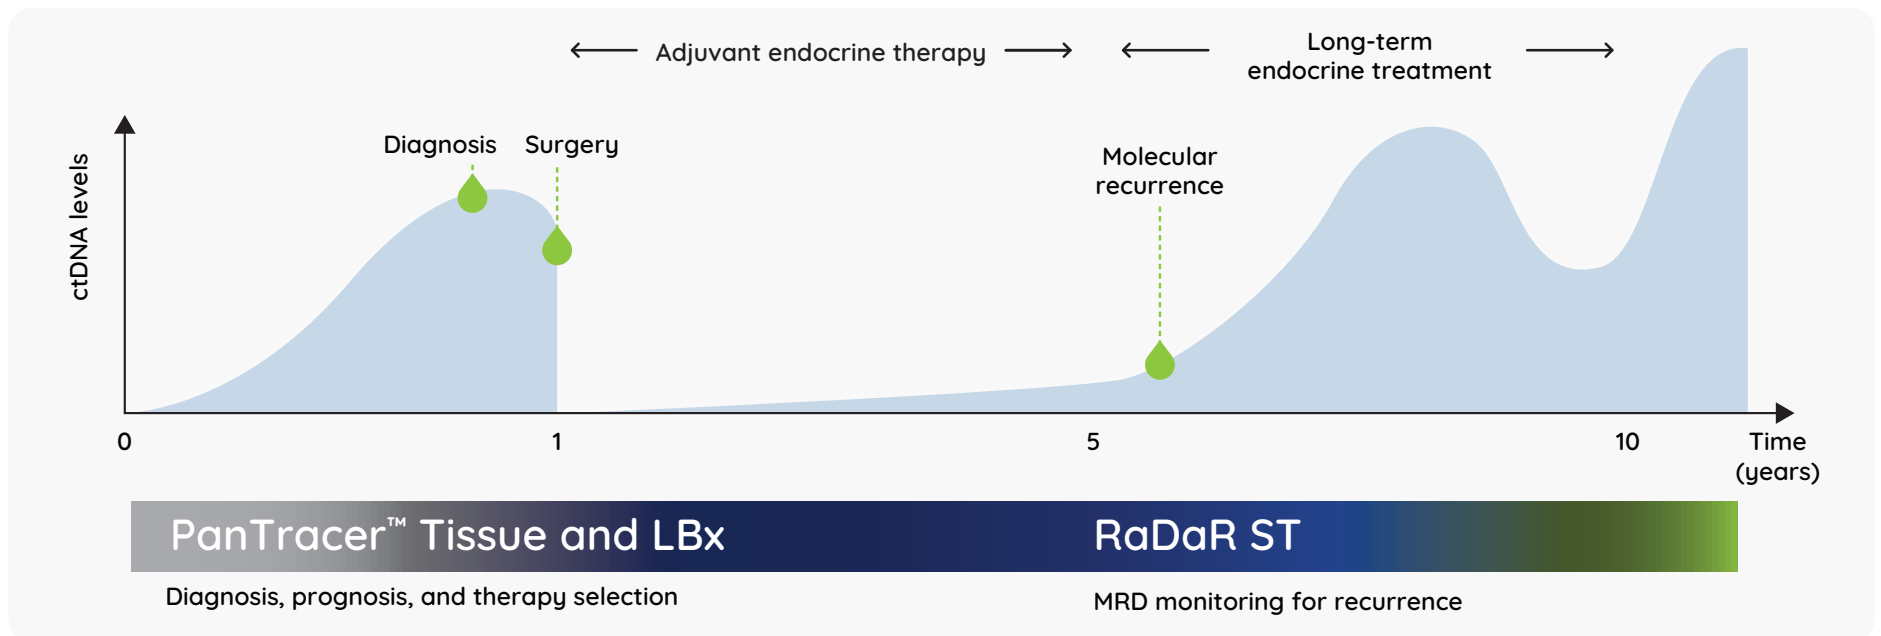 Adjuvant endocrine therapy
Long-term
endocrine treatment
Diagnosis
Surgery
Molecular
recurrence
ctDNA levels
0
1
5
10
Time
(years)
PanTracer™ Tissue and LBx
RaDaR ST
Diagnosis, prognosis, and therapy selection
MRD monitoring for recurrence